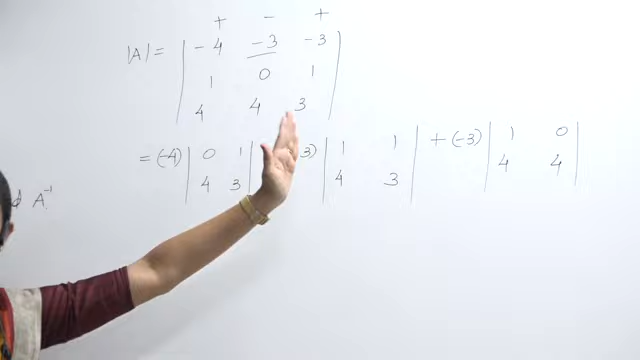 + - +
|A| = | -4 -3 -3 |
| 1 0 1 |
| 4 4 3 |
= (-4) | 0 1 | 3) | 1 1 | + (-3) | 1 0 |
| 4 3 | | 4 3 | | 4 4 |
d A⁻¹